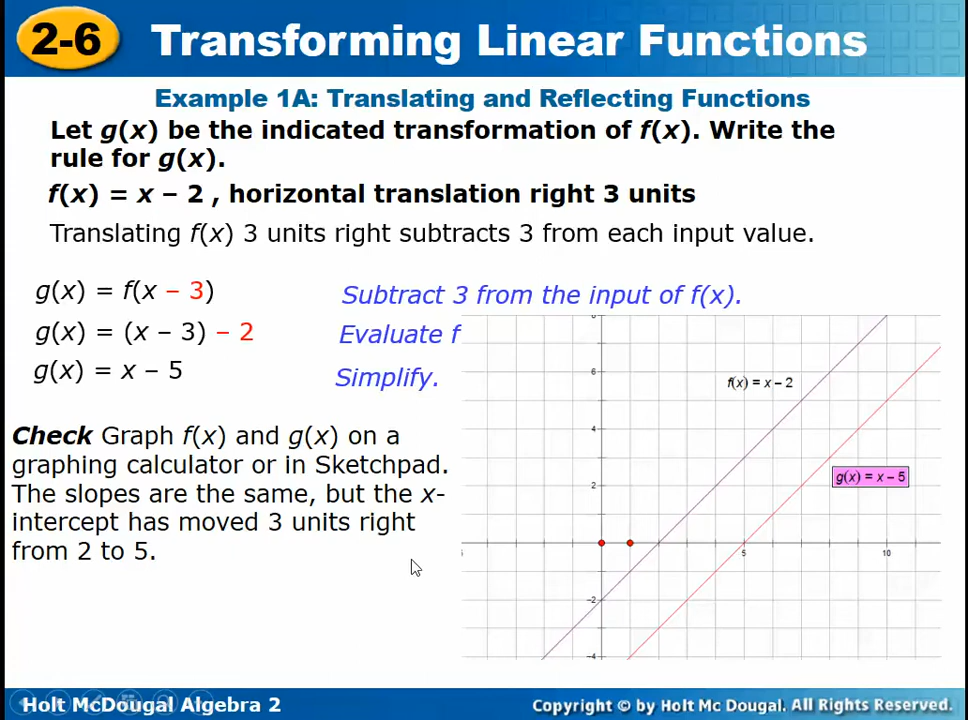 2-6 Transforming Linear Functions
Example 1A: Translating and Reflecting Functions
Let g(x) be the indicated transformation of f(x). Write the
rule for g(x).
f(x) = x – 2 , horizontal translation right 3 units
Translating f(x) 3 units right subtracts 3 from each input value.
g(x) = f(x – 3)
Subtract 3 from the input of f(x).
g(x) = (x – 3) – 2
Evaluate f
g(x) = x – 5
Simplify.
Check Graph f(x) and g(x) on a
graphing calculator or in Sketchpad.
The slopes are the same, but the x-
intercept has moved 3 units right
from 2 to 5.
8
6
f(x) = x – 2
4
g(x) = x – 5
2
5
10
–2
–4
Holt McDougal Algebra 2
Copyright © by Holt Mc Dougal. All Rights Reserved.